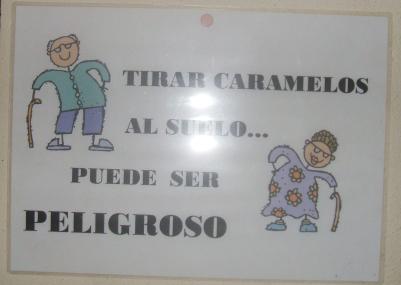 TIRAR CARAMELOS
AL SUELO...
PUEDE SER
PELIGROSO